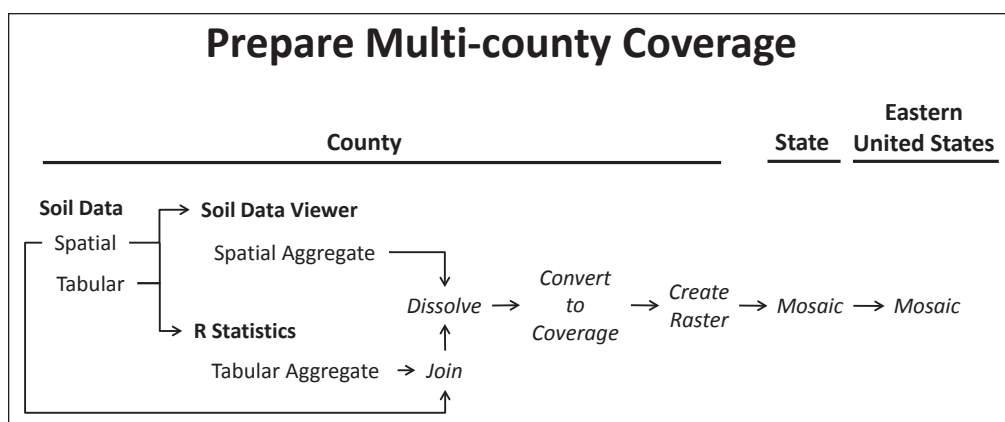 Prepare Multi-county Coverage
Eastern
County State United States
Soil Data Soil Data Viewer
Spatial
Spatial Aggregate
Tabular
Dissolve
Convert
to
Coverage
Create
Raster
Mosaic
Mosaic
R Statistics
Tabular Aggregate
Join